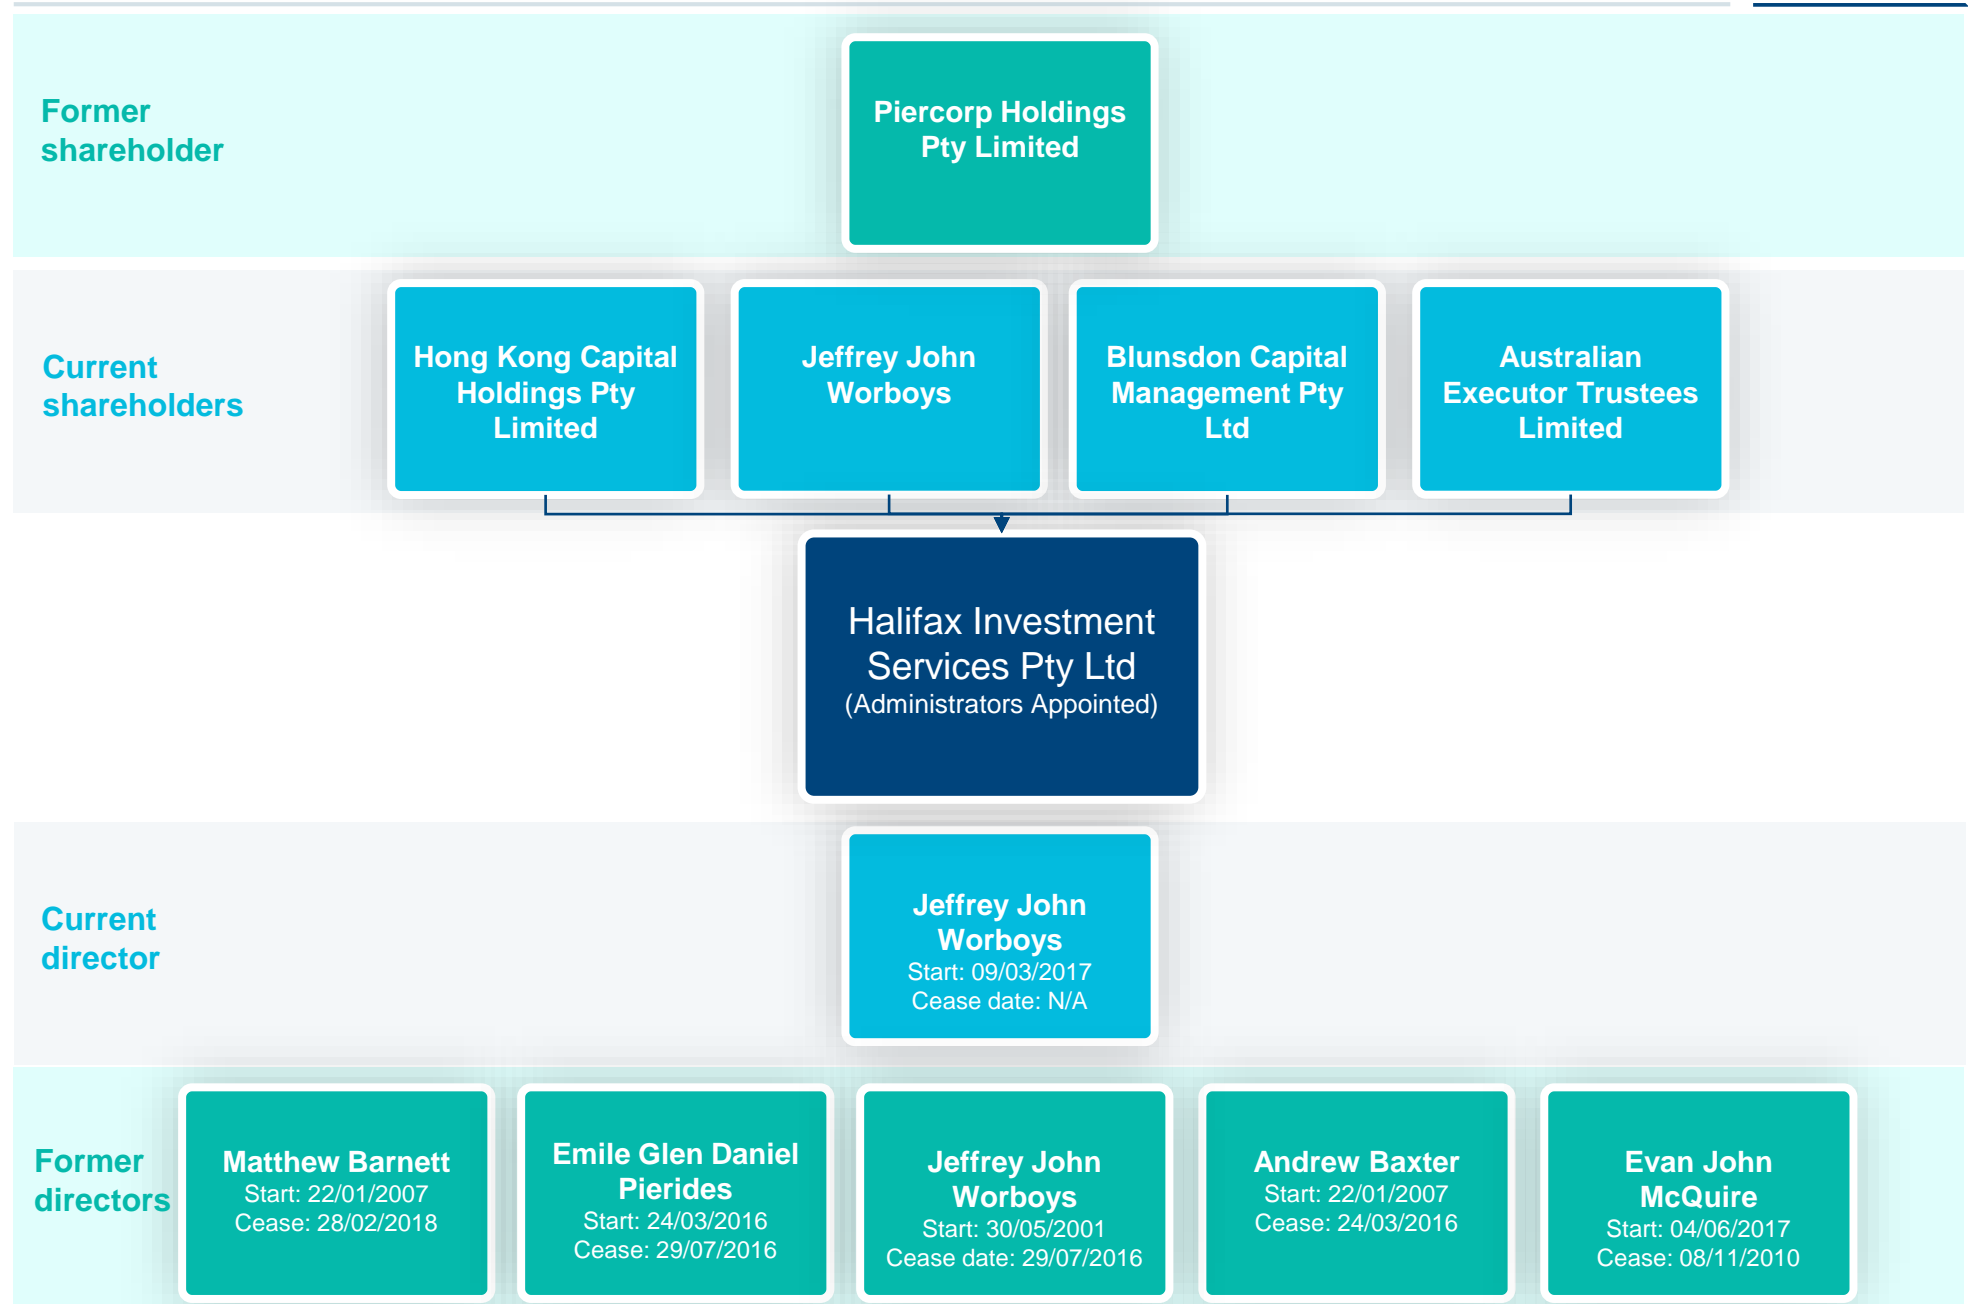 Former
shareholder
Piercorp Holdings
Pty Limited
Current
shareholders
Hong Kong Capital
Holdings Pty
Limited
Jeffrey John
Worboys
Blunsdon Capital
Management Pty
Ltd
Australian
Executor Trustees
Limited
Halifax Investment
Services Pty Ltd
(Administrators Appointed)
Current
director
Jeffrey John
Worboys
Start: 09/03/2017
Cease date: N/A
Former
directors
Matthew Barnett
Start: 22/01/2007
Cease: 28/02/2018
Emile Glen Daniel
Pierides
Start: 24/03/2016
Cease: 29/07/2016
Jeffrey John
Worboys
Start: 30/05/2001
Cease date: 29/07/2016
Andrew Baxter
Start: 22/01/2007
Cease: 24/03/2016
Evan John
McQuire
Start: 04/06/2017
Cease: 08/11/2010